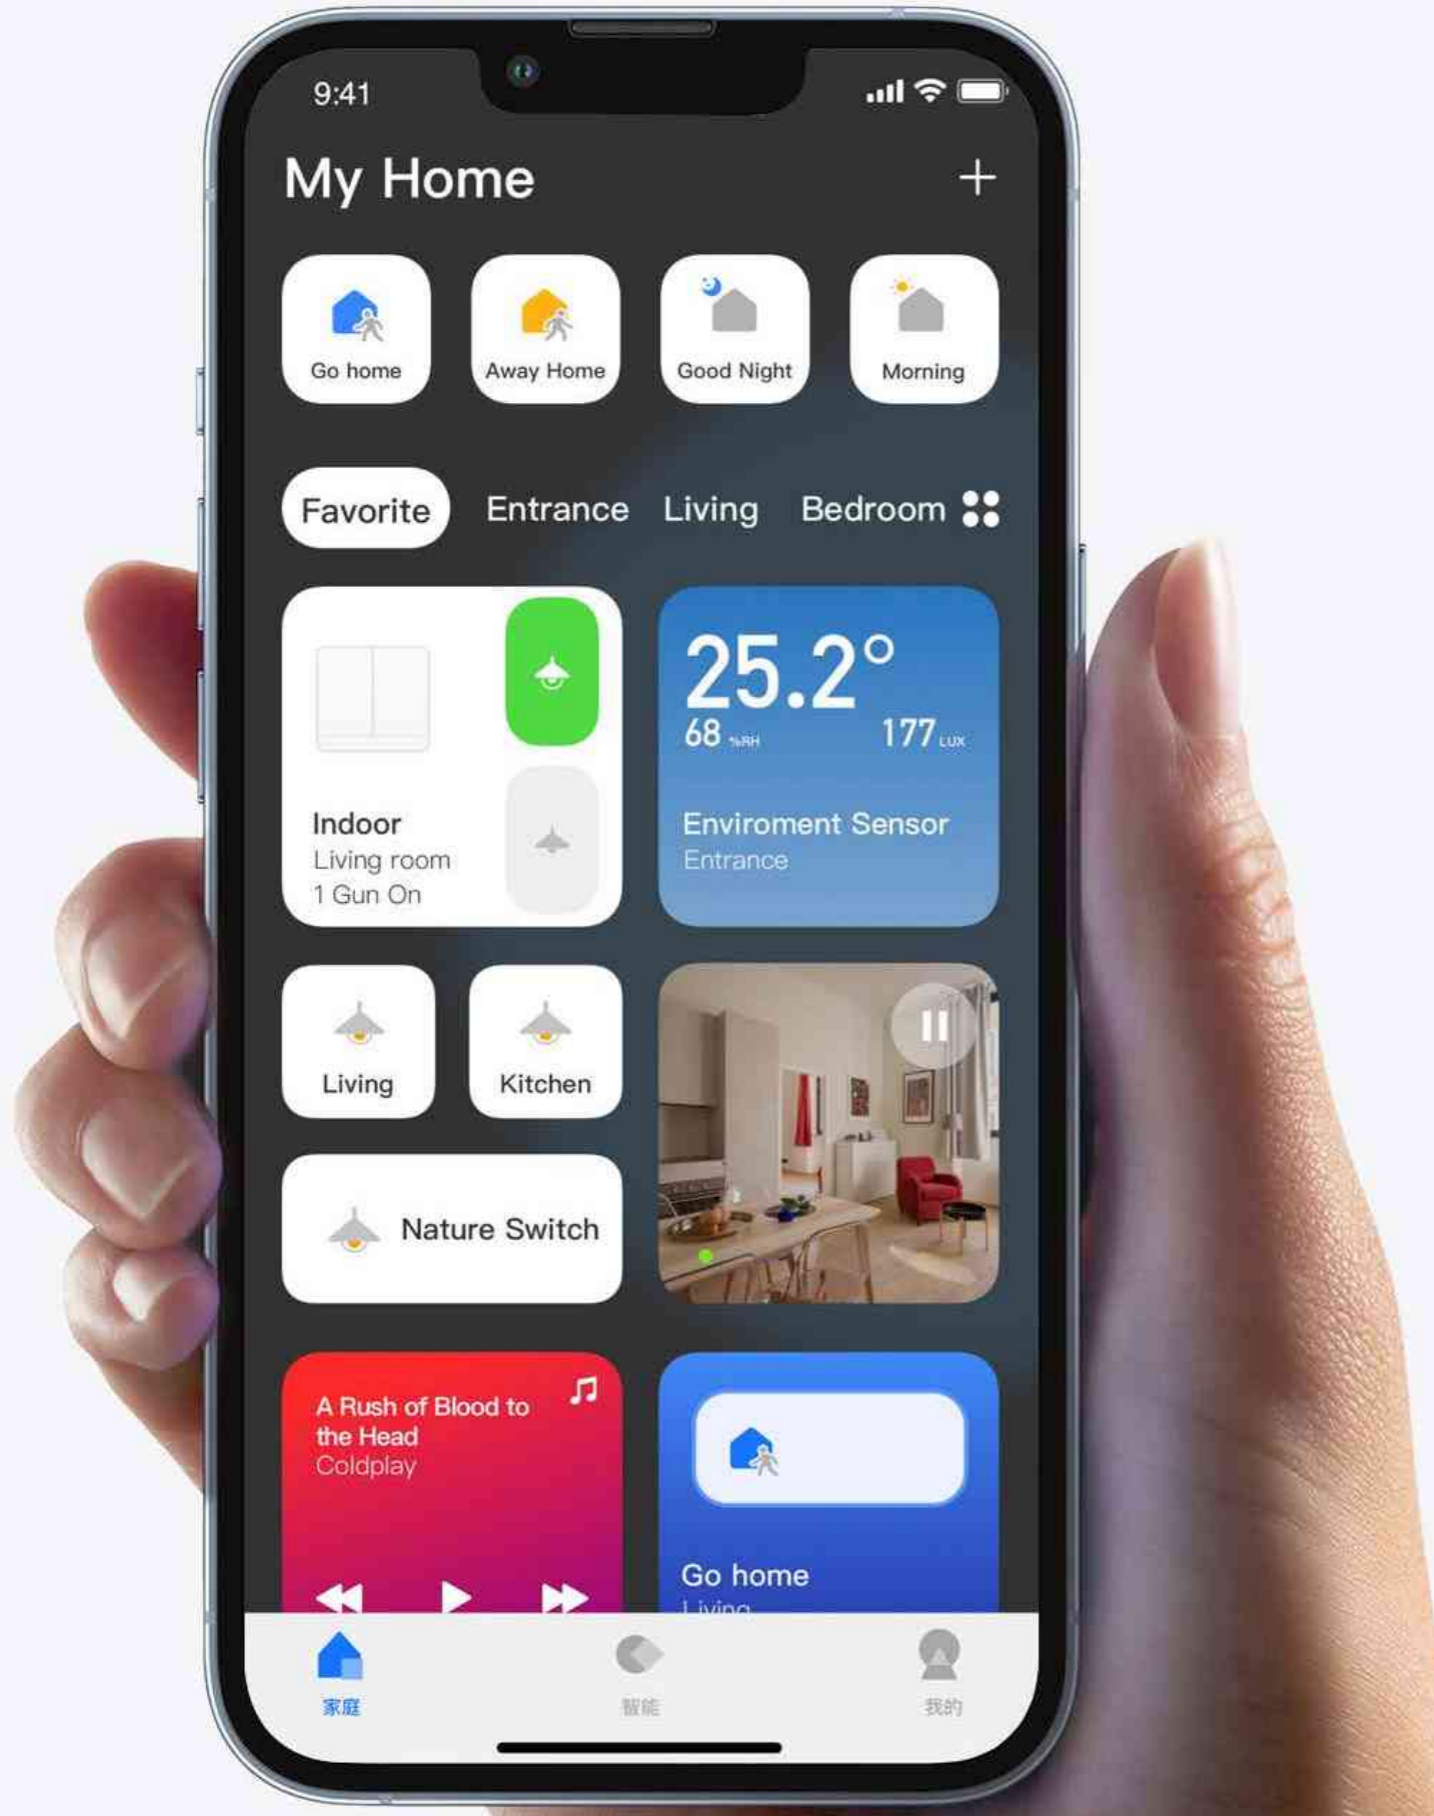 9:41
My Home
Go home
Away Home
Good Night
Morning
Favorite
Entrance
Living
Bedroom
25.2°
68 %RH
177 LUX
Indoor
Living room
1 Gun On
Enviroment Sensor
Entrance
Living
Kitchen
Nature Switch
A Rush of Blood to
the Head
Coldplay
Go home
Living
家庭
智能
我的